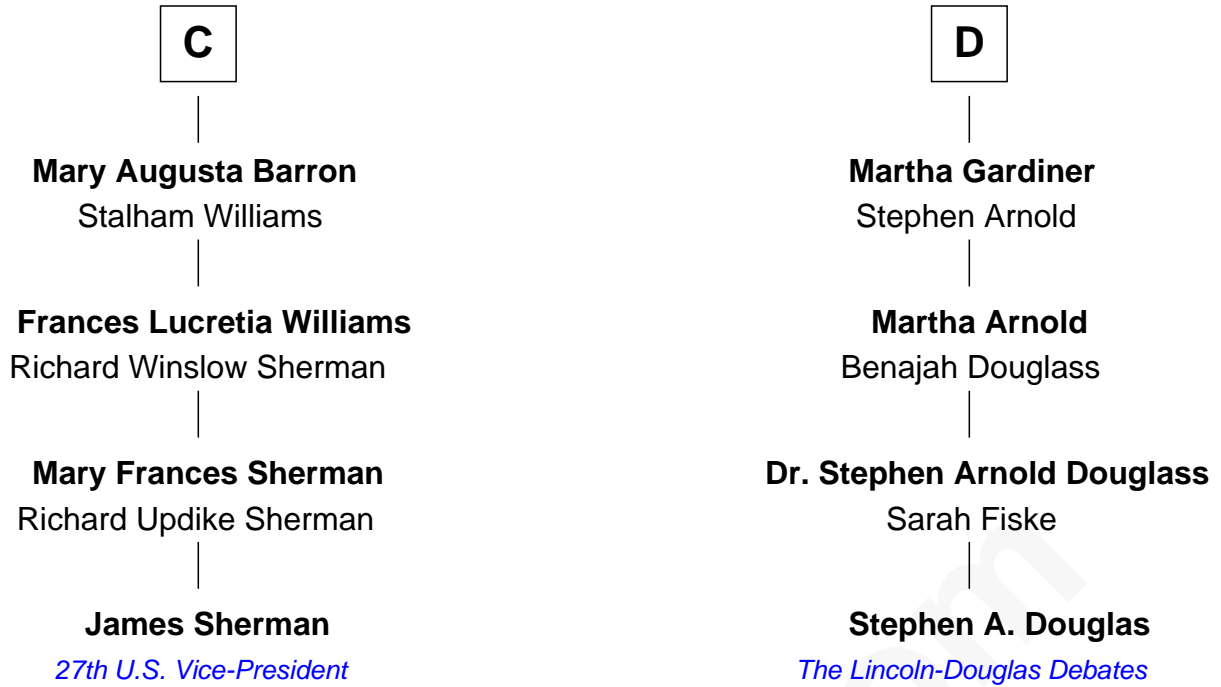 C
Mary Augusta Barron
Stalham Williams
Frances Lucretia Williams
Richard Winslow Sherman
Mary Frances Sherman
Richard Updike Sherman
James Sherman
27th U.S. Vice-President
D
Martha Gardiner
Stephen Arnold
Martha Arnold
Benajah Douglass
Dr. Stephen Arnold Douglass
Sarah Fiske
Stephen A. Douglas
The Lincoln-Douglas Debates